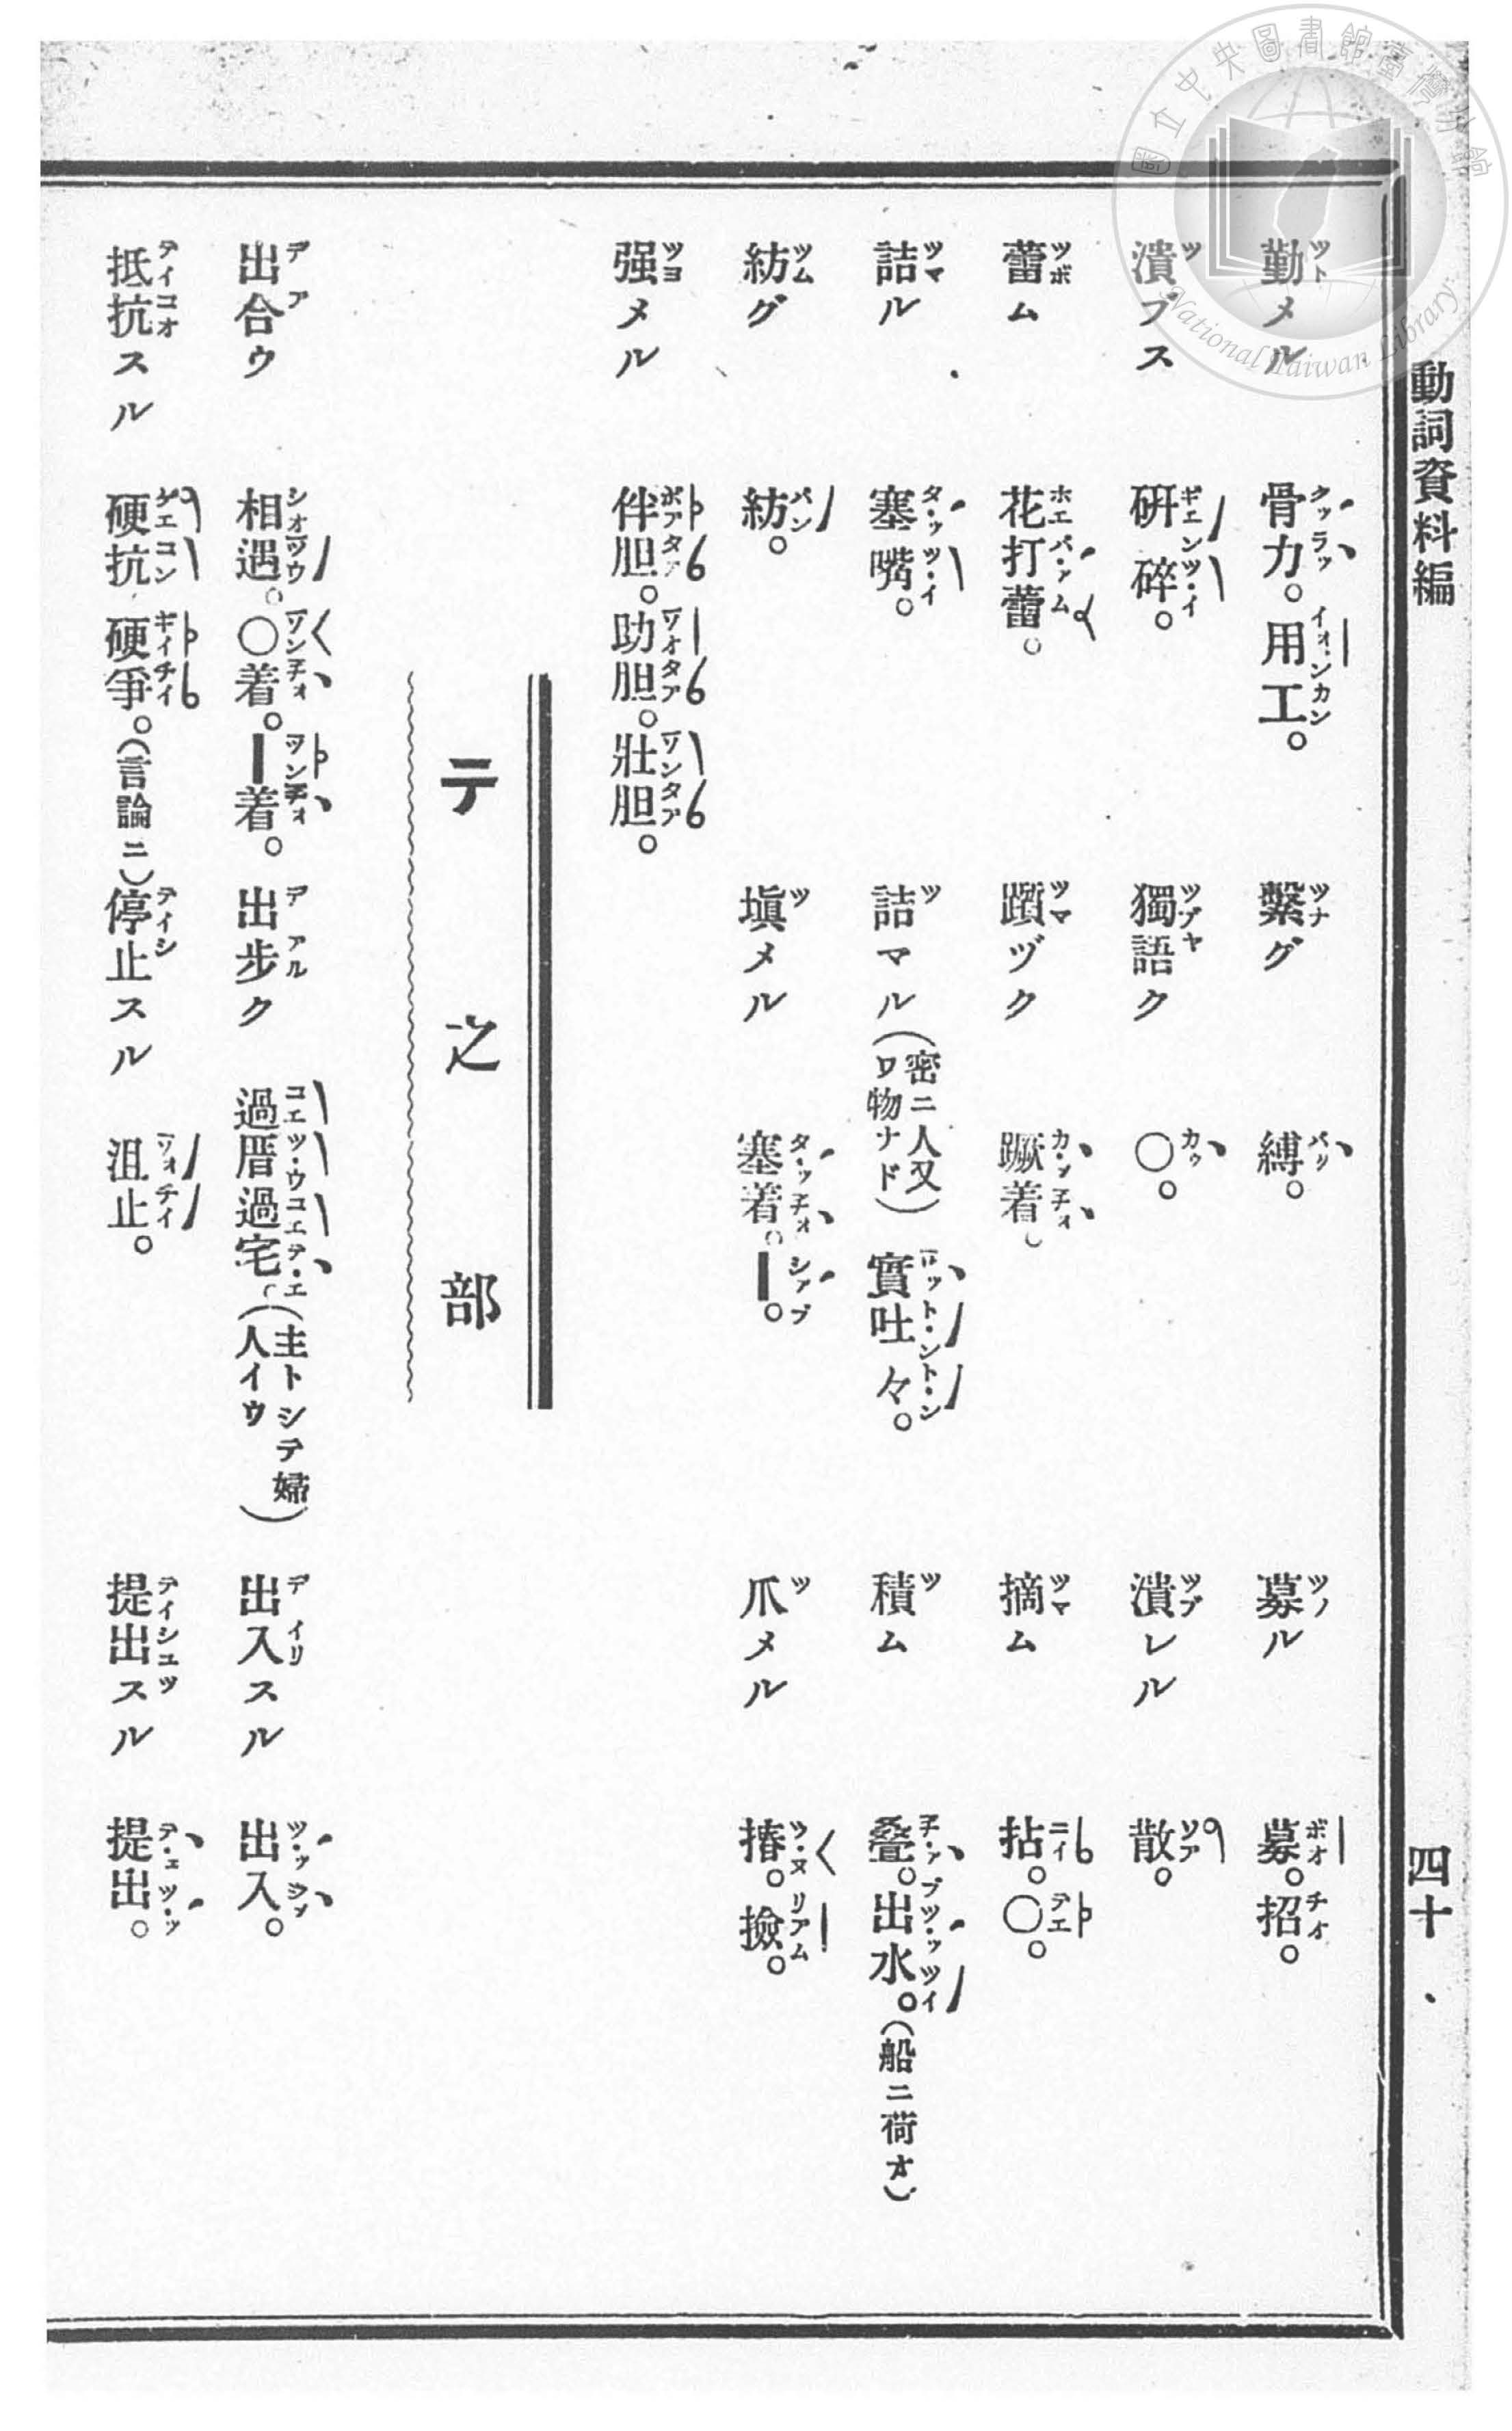 動詞資料編 四十
勤メル 骨力。用工。 繫グ 縛。 募ル 募。招。
潰ブス 研碎。 獨語ク 〇。 潰レル 散。
蕾ム 花打蕾。 躓ヅク 蹶着。 摘ム 拈。〇。
詰ル 塞嘴。 詰マル(密ニ人又ワ物ナド) 實吐々。 積ム 疊。出水。(船ニ荷オ)
紡グ 紡。 塡メル 塞着。ー。 爪メル 摏。撿。
强メル 伴胆。助胆。壯胆。
テ之部
出合ウ 相遇。〇着。ー着。 出步ク 過厝過宅。(主トシテ婦人イウ) 出入スル 出入。
抵抗スル 硬抗 硬爭。(言論ニ) 停止スル 沮止。 提出スル 提出。
國立中央圖書館臺灣分館
National Taiwan Library